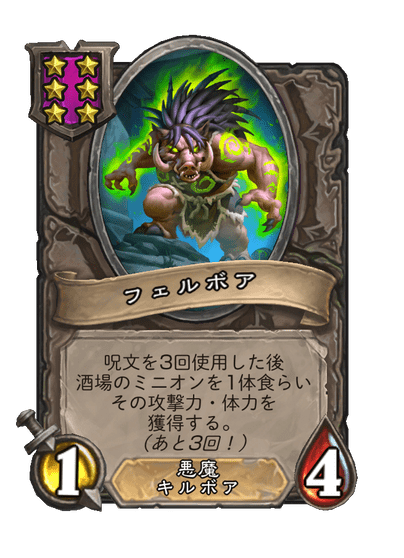 フェルボア
呪文を3回使用した後
酒場のミニオンを1体食らい
その攻撃力・体力を
獲得する。
(あと3回!)
1
悪魔
キルボア
4